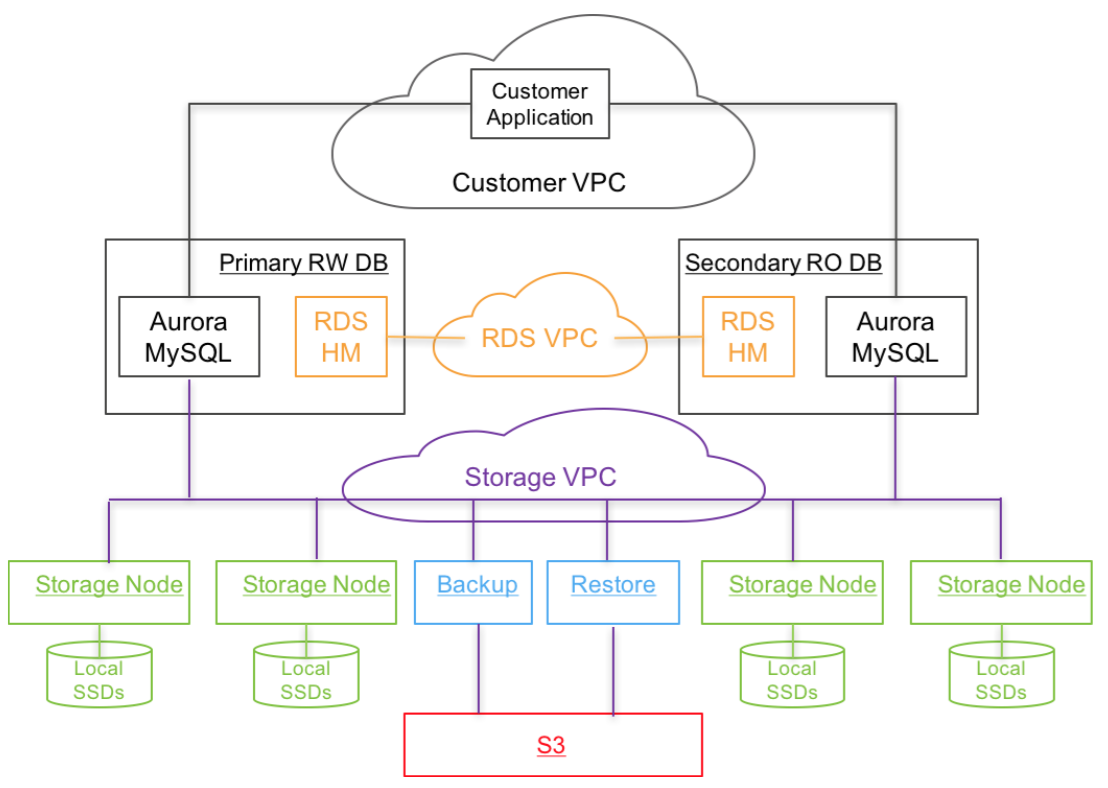 Customer
Application
Customer VPC
Primary RW DB
Aurora
MySQL
RDS
HM
RDS VPC
Secondary RO DB
RDS
HM
Aurora
MySQL
Storage VPC
Storage Node
Storage Node
Backup
Restore
Storage Node
Storage Node
Local
SSDs
Local
SSDs
Local
SSDs
Local
SSDs
S3